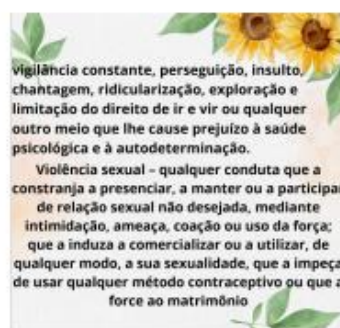 vigilância constante, perseguição, insulto,
chantagem, ridicularização, exploração e
limitação do direito de ir e vir ou qualquer
outro meio que lhe cause prejuízo à saúde
psicológica e à autodeterminação.
Violência sexual – qualquer conduta que a
constranja a presenciar, a manter ou a participar
de relação sexual não desejada, mediante
intimidação, ameaça, coação ou uso da força;
que a induza a comercializar ou a utilizar, de
qualquer modo, a sua sexualidade, que a impeça
de usar qualquer método contraceptivo ou que a
force ao matrimônio